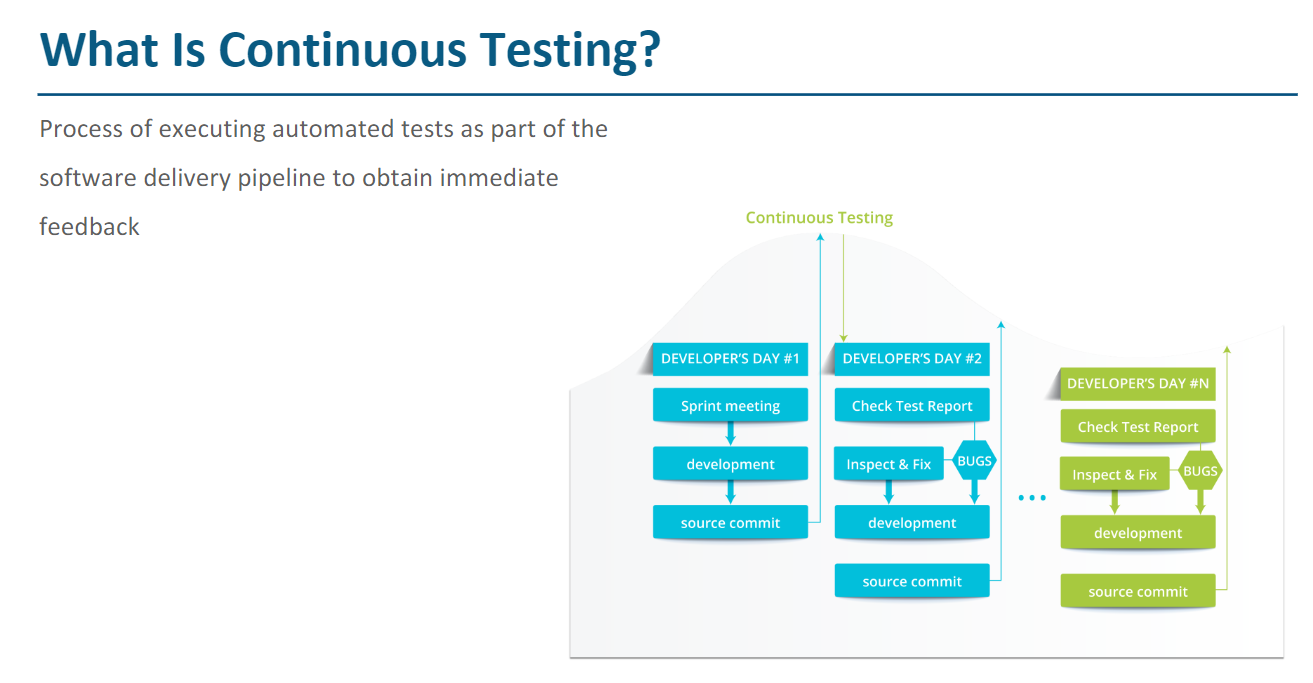 What Is Continuous Testing?
Process of executing automated tests as part of the
software delivery pipeline to obtain immediate
feedback
Continuous Testing
DEVELOPER'S DAY #1
Sprint meeting
development
source commit
DEVELOPER'S DAY #2
Check Test Report
Inspect & Fix
BUGS
development
source commit
...
DEVELOPER'S DAY #N
Check Test Report
Inspect & Fix
BUGS
development
source commit